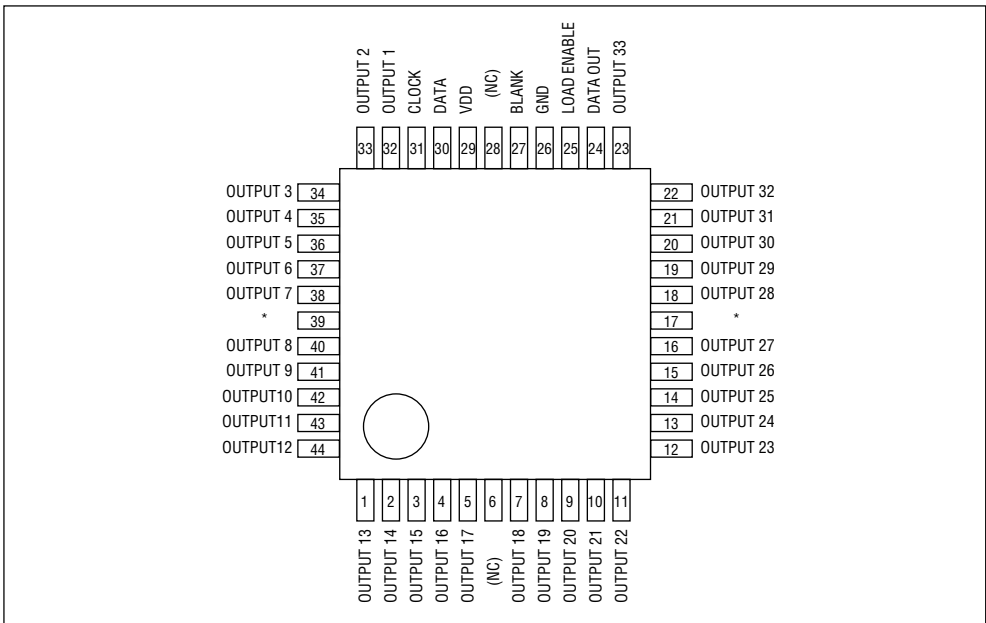 OUTPUT 2
OUTPUT 1
CLOCK
DATA
VDD
(NC)
BLANK
GND
LOAD ENABLE
DATA OUT
OUTPUT 33
33 32 31 30 29 28 27 26 25 24 23
OUTPUT 3 34
OUTPUT 4 35
OUTPUT 5 36
OUTPUT 6 37
OUTPUT 7 38
* 39
OUTPUT 8 40
OUTPUT 9 41
OUTPUT10 42
OUTPUT11 43
OUTPUT12 44
22 OUTPUT 32
21 OUTPUT 31
20 OUTPUT 30
19 OUTPUT 29
18 OUTPUT 28
17 *
16 OUTPUT 27
15 OUTPUT 26
14 OUTPUT 25
13 OUTPUT 24
12 OUTPUT 23
1 2 3 4 5 6 7 8 9 10 11
OUTPUT 13
OUTPUT 14
OUTPUT 15
OUTPUT 16
OUTPUT 17
(NC)
OUTPUT 18
OUTPUT 19
OUTPUT 20
OUTPUT 21
OUTPUT 22